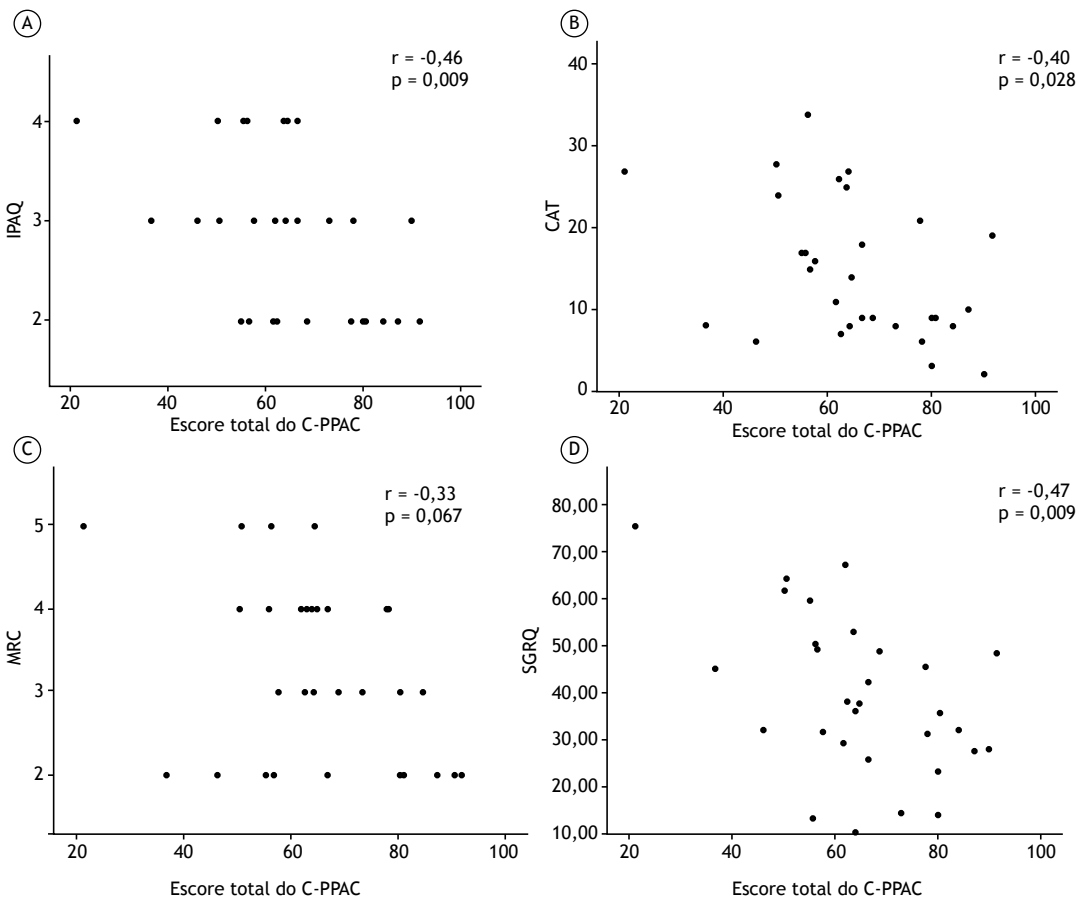 A
r = -0,46
p = 0,009
IPAQ
4
3
2
20 40 60 80 100
Escore total do C-PPAC
B
r = -0,40
p = 0,028
CAT
40
30
20
10
0
20 40 60 80 100
Escore total do C-PPAC
C
r = -0,33
p = 0,067
MRC
5
4
3
2
20 40 60 80 100
Escore total do C-PPAC
D
r = -0,47
p = 0,009
SGRQ
80,00
70,00
60,00
50,00
40,00
30,00
20,00
10,00
20 40 60 80 100
Escore total do C-PPAC